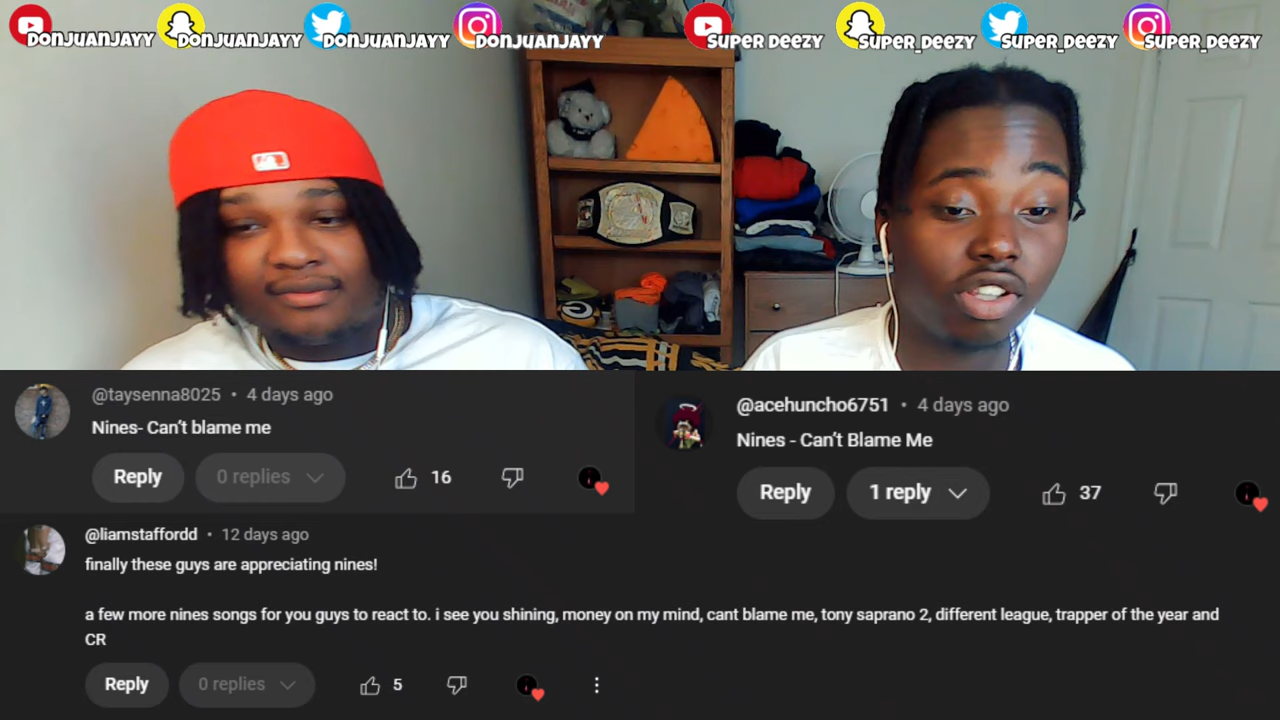 DONJUANJAYY DONJUANJAYY DONJUANJAYY DONJUANJAYY SUPER DEEZY SUPER_DEEZY SUPER_DEEZY SUPER_DEEZY
@taysenna8025 • 4 days ago
Nines- Can't blame me
Reply 0 replies 16
@acehuncho6751 • 4 days ago
Nines - Can't Blame Me
Reply 1 reply 37
@liamstaffordd • 12 days ago
finally these guys are appreciating nines!
a few more nines songs for you guys to react to. i see you shining, money on my mind, cant blame me, tony saprano 2, different league, trapper of the year and
CR
Reply 0 replies 5